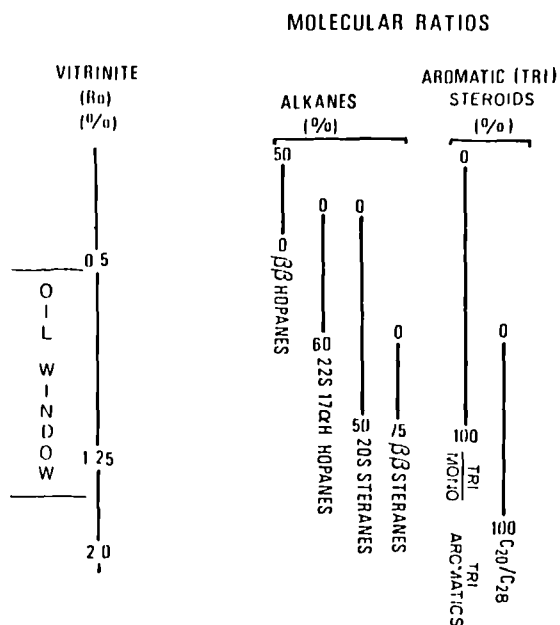 MOLECULAR RATIOS
VITRINITE
(Ro)
(%)
ALKANES
(%)
AROMATIC (TRI)
STEROIDS
(%)
50
0
0
0
0
0.5
ββ HOPANES
OIL WINDOW
0
0
60
22S 17αH HOPANES
50
20S STERANES
75
ββ STERANES
100
TRI
MONO
1.25
100
C20/C28
TRI
AROMATICS
2.0